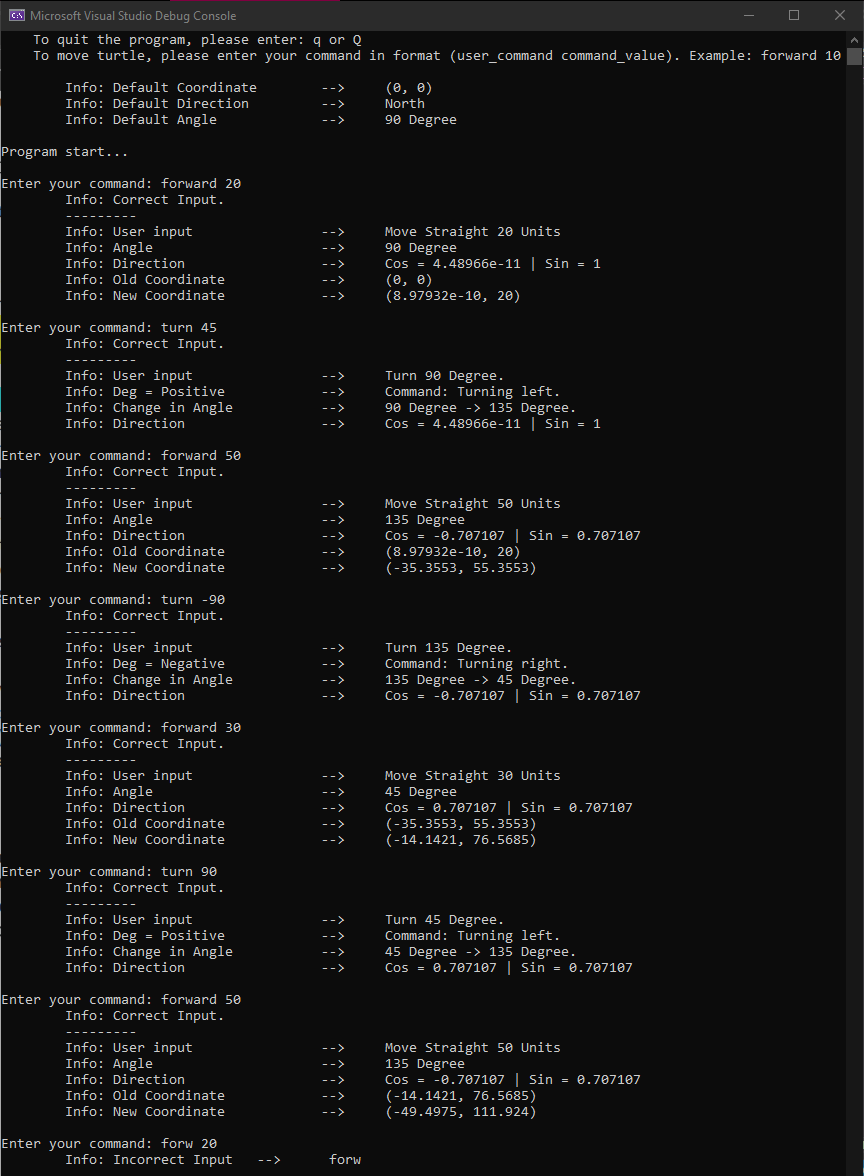 Microsoft Visual Studio Debug Console
To quit the program, please enter: q or Q
To move turtle, please enter your command in format (user_command command_value). Example: forward 10
Info: Default Coordinate --> (0, 0)
Info: Default Direction --> North
Info: Default Angle --> 90 Degree
Program start...
Enter your command: forward 20
Info: Correct Input.
---------
Info: User input --> Move Straight 20 Units
Info: Angle --> 90 Degree
Info: Direction --> Cos = 4.48966e-11 | Sin = 1
Info: Old Coordinate --> (0, 0)
Info: New Coordinate --> (8.97932e-10, 20)
Enter your command: turn 45
Info: Correct Input.
---------
Info: User input --> Turn 90 Degree.
Info: Deg = Positive --> Command: Turning left.
Info: Change in Angle --> 90 Degree -> 135 Degree.
Info: Direction --> Cos = 4.48966e-11 | Sin = 1
Enter your command: forward 50
Info: Correct Input.
---------
Info: User input --> Move Straight 50 Units
Info: Angle --> 135 Degree
Info: Direction --> Cos = -0.707107 | Sin = 0.707107
Info: Old Coordinate --> (8.97932e-10, 20)
Info: New Coordinate --> (-35.3553, 55.3553)
Enter your command: turn -90
Info: Correct Input.
---------
Info: User input --> Turn 135 Degree.
Info: Deg = Negative --> Command: Turning right.
Info: Change in Angle --> 135 Degree -> 45 Degree.
Info: Direction --> Cos = -0.707107 | Sin = 0.707107
Enter your command: forward 30
Info: Correct Input.
---------
Info: User input --> Move Straight 30 Units
Info: Angle --> 45 Degree
Info: Direction --> Cos = 0.707107 | Sin = 0.707107
Info: Old Coordinate --> (-35.3553, 55.3553)
Info: New Coordinate --> (-14.1421, 76.5685)
Enter your command: turn 90
Info: Correct Input.
---------
Info: User input --> Turn 45 Degree.
Info: Deg = Positive --> Command: Turning left.
Info: Change in Angle --> 45 Degree -> 135 Degree.
Info: Direction --> Cos = 0.707107 | Sin = 0.707107
Enter your command: forward 50
Info: Correct Input.
---------
Info: User input --> Move Straight 50 Units
Info: Angle --> 135 Degree
Info: Direction --> Cos = -0.707107 | Sin = 0.707107
Info: Old Coordinate --> (-14.1421, 76.5685)
Info: New Coordinate --> (-49.4975, 111.924)
Enter your command: forw 20
Info: Incorrect Input --> forw